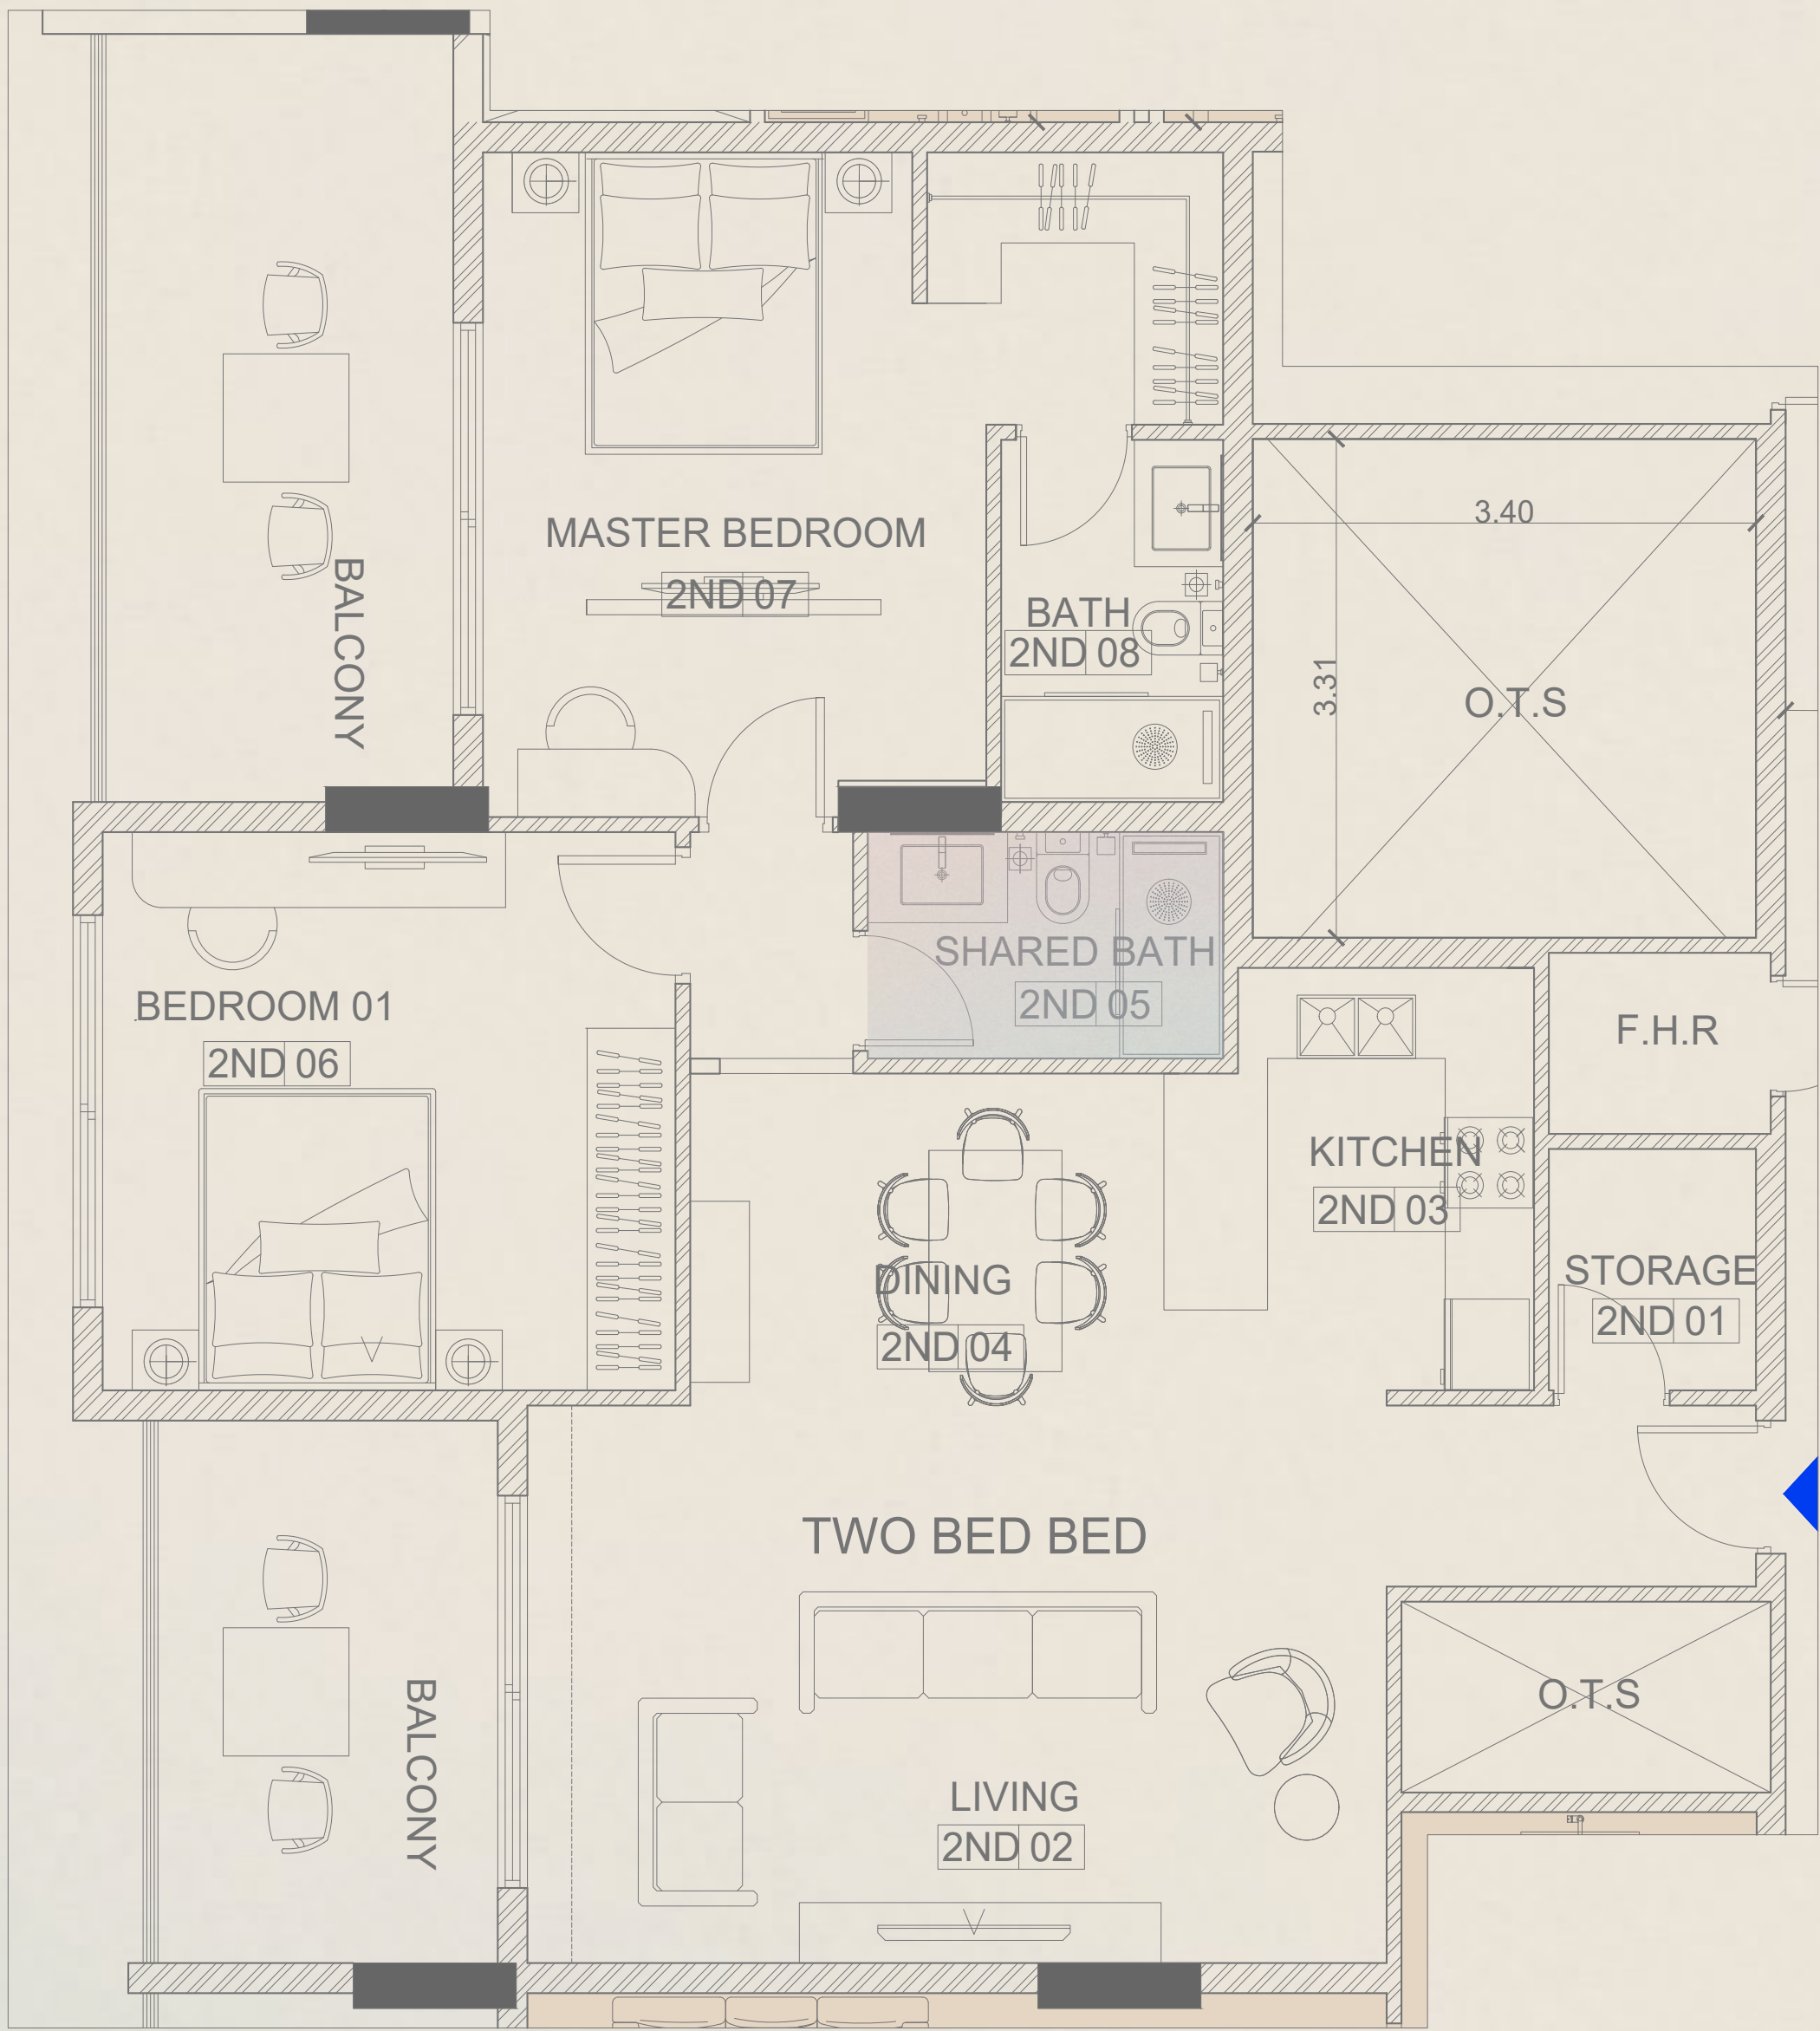 MASTER BEDROOM
2ND 07
BALCONY
BATH
2ND 08
3.40
3.31
O.T.S
SHARED BATH
2ND 05
BEDROOM 01
2ND 06
F.H.R
KITCHEN
2ND 03
DINING
2ND 04
STORAGE
2ND 01
TWO BED BED
BALCONY
LIVING
2ND 02
O.T.S